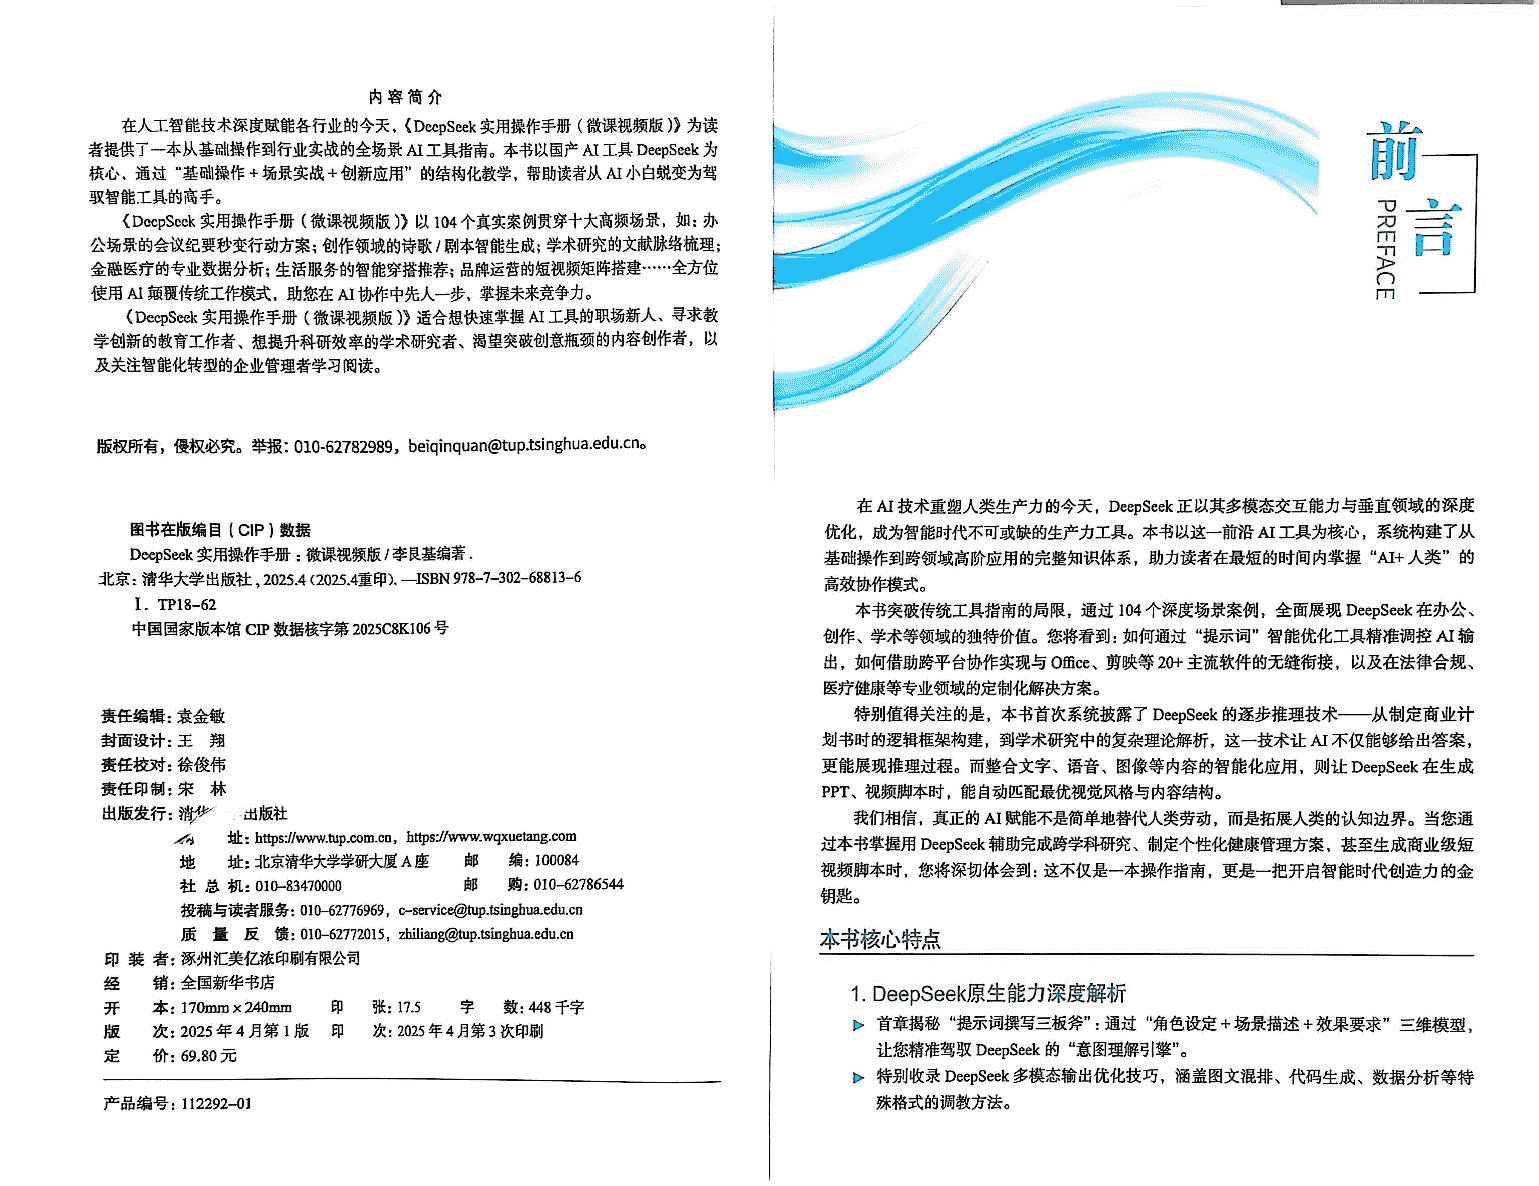 内容简介
在人工智能技术深度赋能各行业的今天，《DeepSeek 实用操作手册（微课视频版）》为读
者提供了一本从基础操作到行业实战的全场景 AI 工具指南。本书以国产 AI 工具 DeepSeek 为
核心，通过“基础操作+场景实战+创新应用”的结构化教学，帮助读者从 AI 小白蜕变为驾
驭智能工具的高手。
《DeepSeek 实用操作手册（微课视频版）》以 104 个真实案例贯穿十大高频场景，如：办
公场景的会议纪要秒变行动方案；创作领域的诗歌 / 剧本智能生成；学术研究的文献脉络梳理；
金融医疗的专业数据分析；生活服务的智能穿搭推荐；品牌运营的短视频矩阵搭建……全方位
使用 AI 颠覆传统工作模式，助您在 AI 协作中先人一步，掌握未来竞争力。
《DeepSeek 实用操作手册（微课视频版）》适合想快速掌握 AI 工具的职场新人、寻求教
学创新的教育工作者、想提升科研效率的学术研究者、渴望突破创意瓶颈的内容创作者，以
及关注智能化转型的企业管理者学习阅读。
版权所有，侵权必究。举报：010-62782989，beiqinquan@tup.tsinghua.edu.cn。
图书在版编目（CIP）数据
DeepSeek 实用操作手册：微课视频版 / 李艮基编著.
北京：清华大学出版社, 2025.4 (2025.4重印). —ISBN 978-7-302-68813-6
Ⅰ. TP18-62
中国国家版本馆 CIP 数据核字第 2025C8K106 号
责任编辑：袁金敏
封面设计：王　翔
责任校对：徐俊伟
责任印制：宋　林
出版发行：清华 出版社
址：https://www.tup.com.cn，https://www.wqxuetang.com
地　　址：北京清华大学学研大厦 A 座　　邮　　编：100084
社 总 机：010-83470000　　邮　　购：010-62786544
投稿与读者服务：010-62776969，c-service@tup.tsinghua.edu.cn
质 量 反 馈：010-62772015，zhiliang@tup.tsinghua.edu.cn
印 装 者：涿州汇美亿浓印刷有限公司
经　　销：全国新华书店
开　　本：170mm×240mm　　印　　张：17.5　　字　　数：448 千字
版　　次：2025 年 4 月第 1 版　印　　次：2025 年 4 月第 3 次印刷
定　　价：69.80 元
产品编号：112292-01
前言
PREFACE
在 AI 技术重塑人类生产力的今天，DeepSeek 正以其多模态交互能力与垂直领域的深度
优化，成为智能时代不可或缺的生产力工具。本书以这一前沿 AI 工具为核心，系统构建了从
基础操作到跨领域高阶应用的完整知识体系，助力读者在最短的时间内掌握“AI+ 人类”的
高效协作模式。
本书突破传统工具指南的局限，通过 104 个深度场景案例，全面展现 DeepSeek 在办公、
创作、学术等领域的独特价值。您将看到：如何通过“提示词”智能优化工具精准调控 AI 输
出，如何借助跨平台协作实现与 Office、剪映等 20+ 主流软件的无缝衔接，以及在法律合规、
医疗健康等专业领域的定制化解决方案。
特别值得关注的是，本书首次系统披露了 DeepSeek 的逐步推理技术——从制定商业计
划书时的逻辑框架构建，到学术研究中的复杂理论解析，这一技术让 AI 不仅能够给出答案，
更能展现推理过程。而整合文字、语音、图像等内容的智能化应用，则让 DeepSeek 在生成
PPT、视频脚本时，能自动匹配最优视觉风格与内容结构。
我们相信，真正的 AI 赋能不是简单地替代人类劳动，而是拓展人类的认知边界。当您通
过本书掌握用 DeepSeek 辅助完成跨学科研究、制定个性化健康管理方案，甚至生成商业级短
视频脚本时，您将深切体会到：这不仅是一本操作指南，更是一把开启智能时代创造力的金
钥匙。
本书核心特点
1. DeepSeek原生能力深度解析
首章揭秘“提示词撰写三板斧”：通过“角色设定+场景描述+效果要求”三维模型，
让您精准驾驭 DeepSeek 的“意图理解引擎”。
特别收录 DeepSeek 多模态输出优化技巧，涵盖图文混排、代码生成、数据分析等特
殊格式的调教方法。